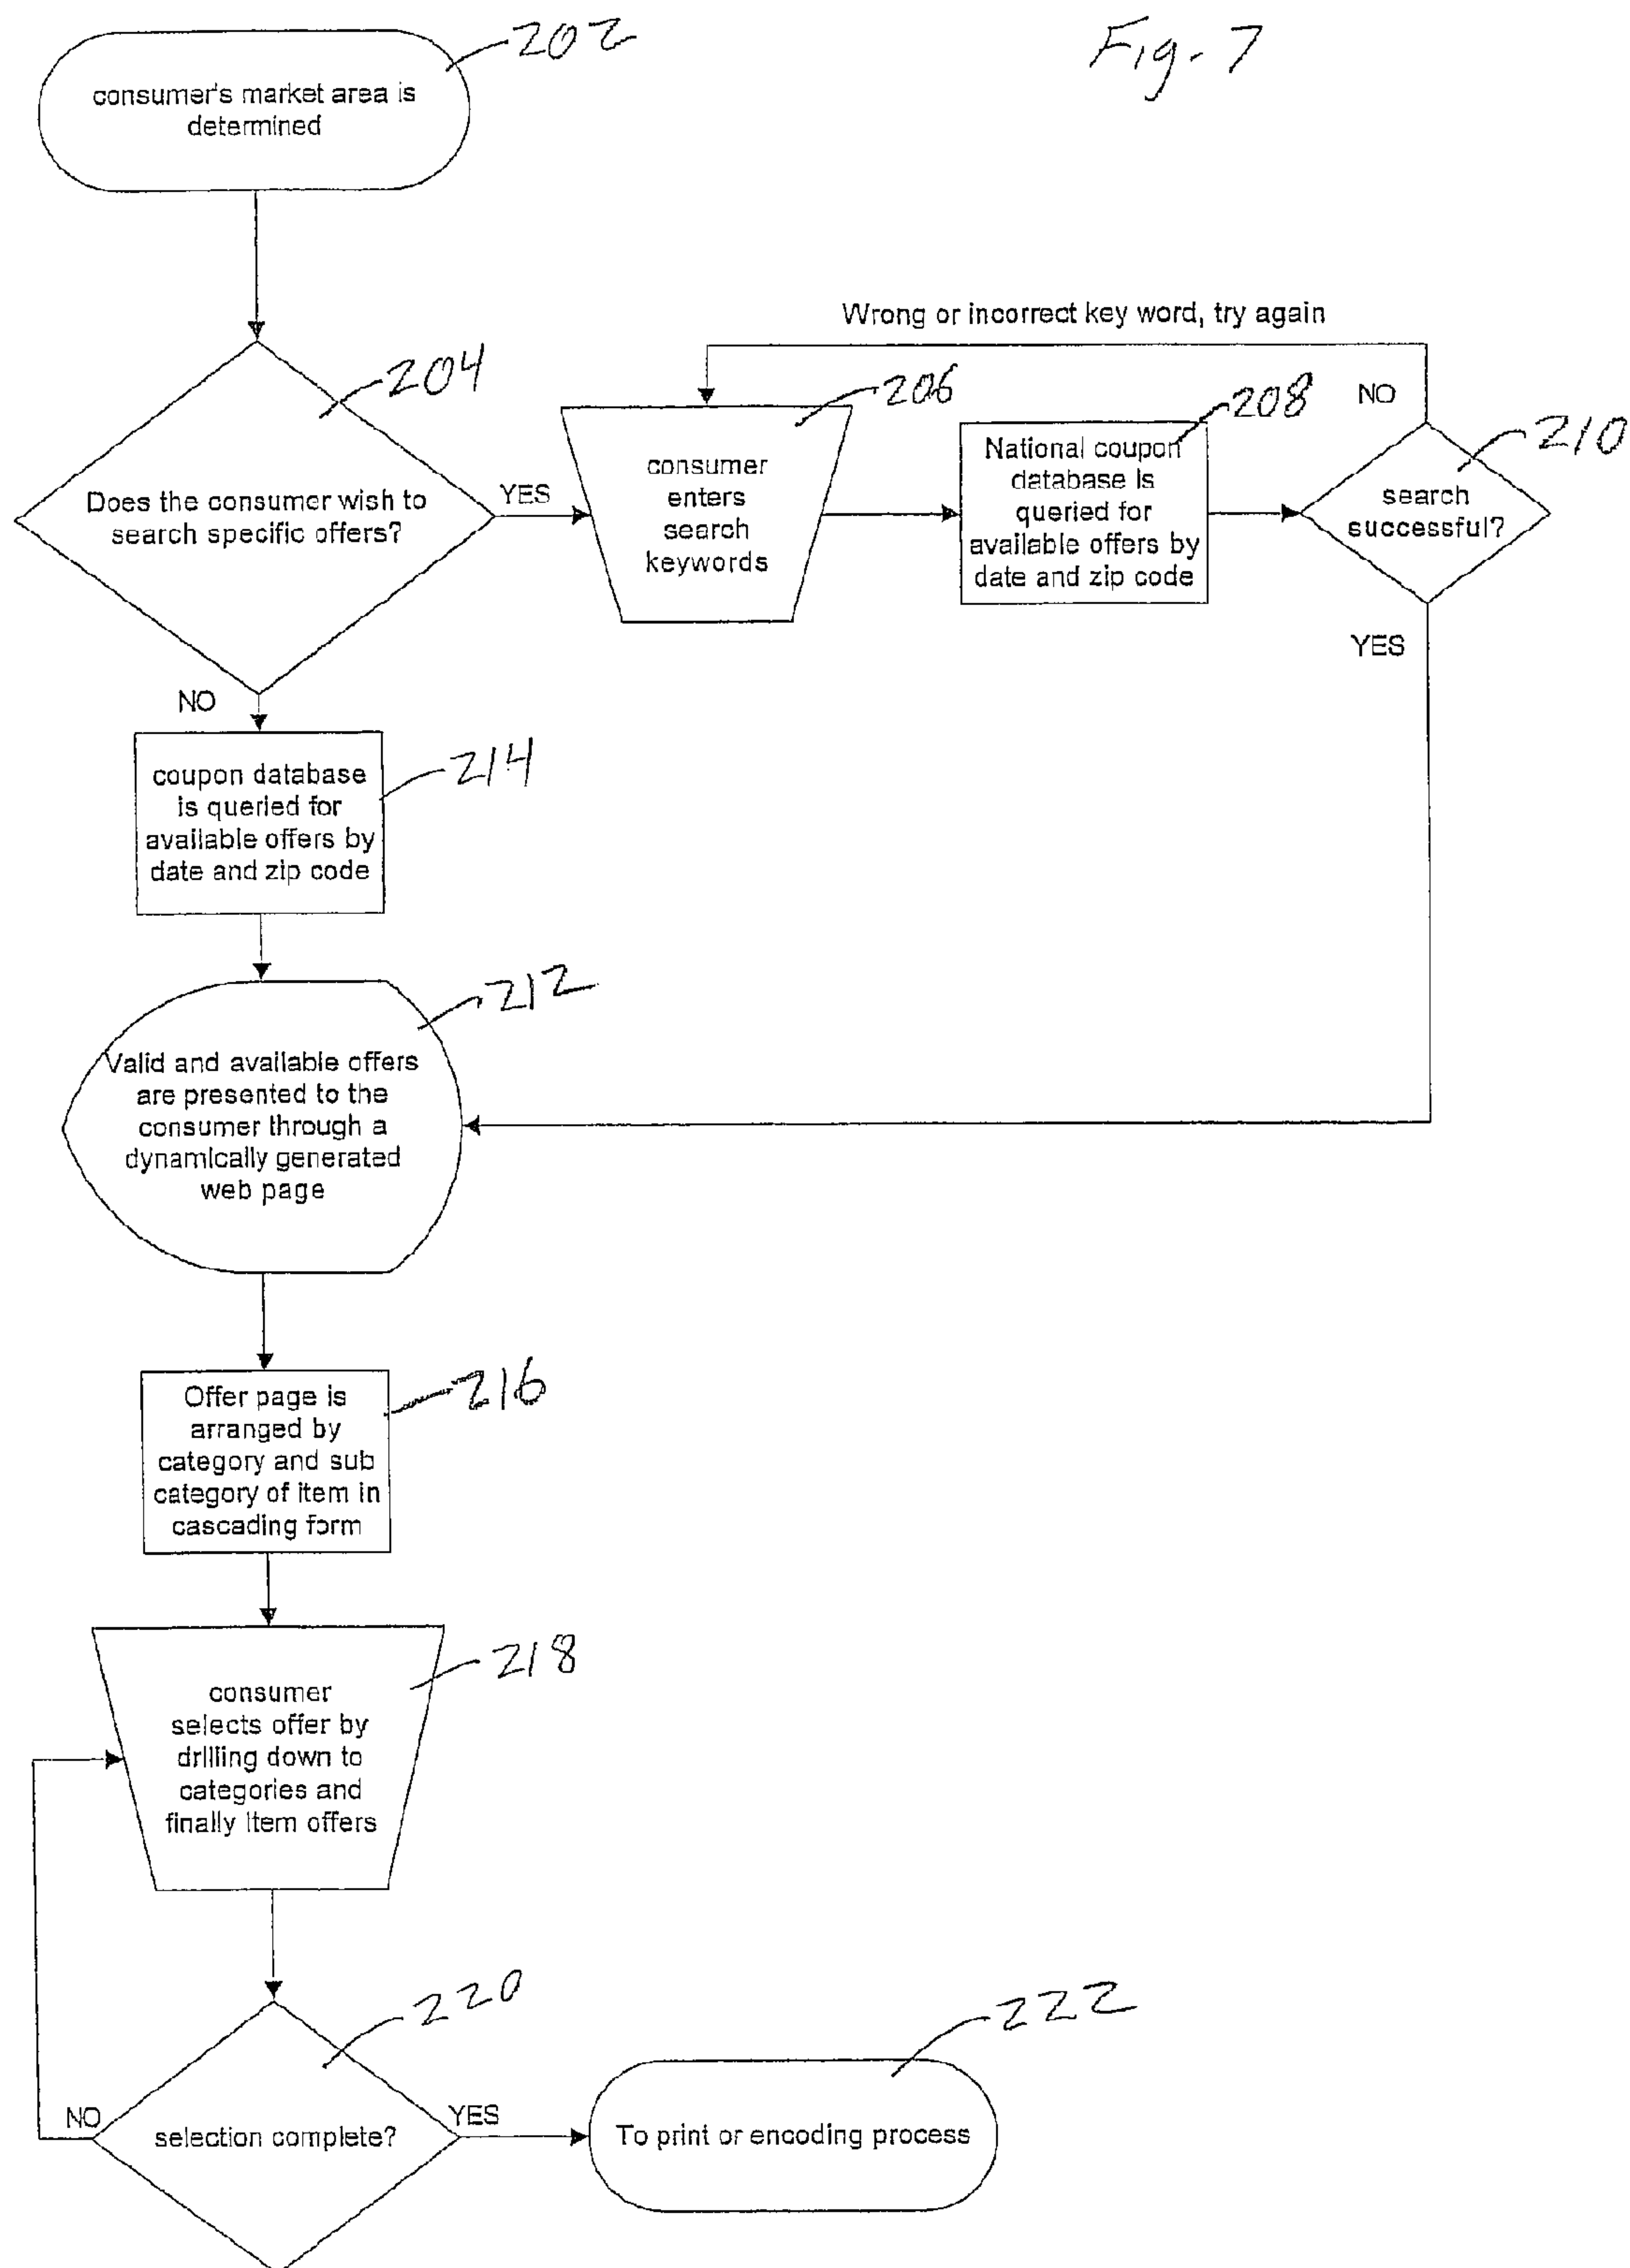 202
Fig. 7
consumer's market area is
determined
Wrong or incorrect key word, try again
204
206
208
NO
210
Does the consumer wish to
search specific offers?
YES
consumer
enters
search
keywords
National coupon
database is
queried for
available offers by
date and zip code
search
successful?
YES
NO
214
coupon database
is queried for
available offers by
date and zip code
212
Valid and available offers
are presented to the
consumer through a
dynamically generated
web page
216
Offer page is
arranged by
category and sub
category of item in
cascading form
218
consumer
selects offer by
drilling down to
categories and
finally item offers
220
222
NO
selection complete?
YES
To print or encoding process